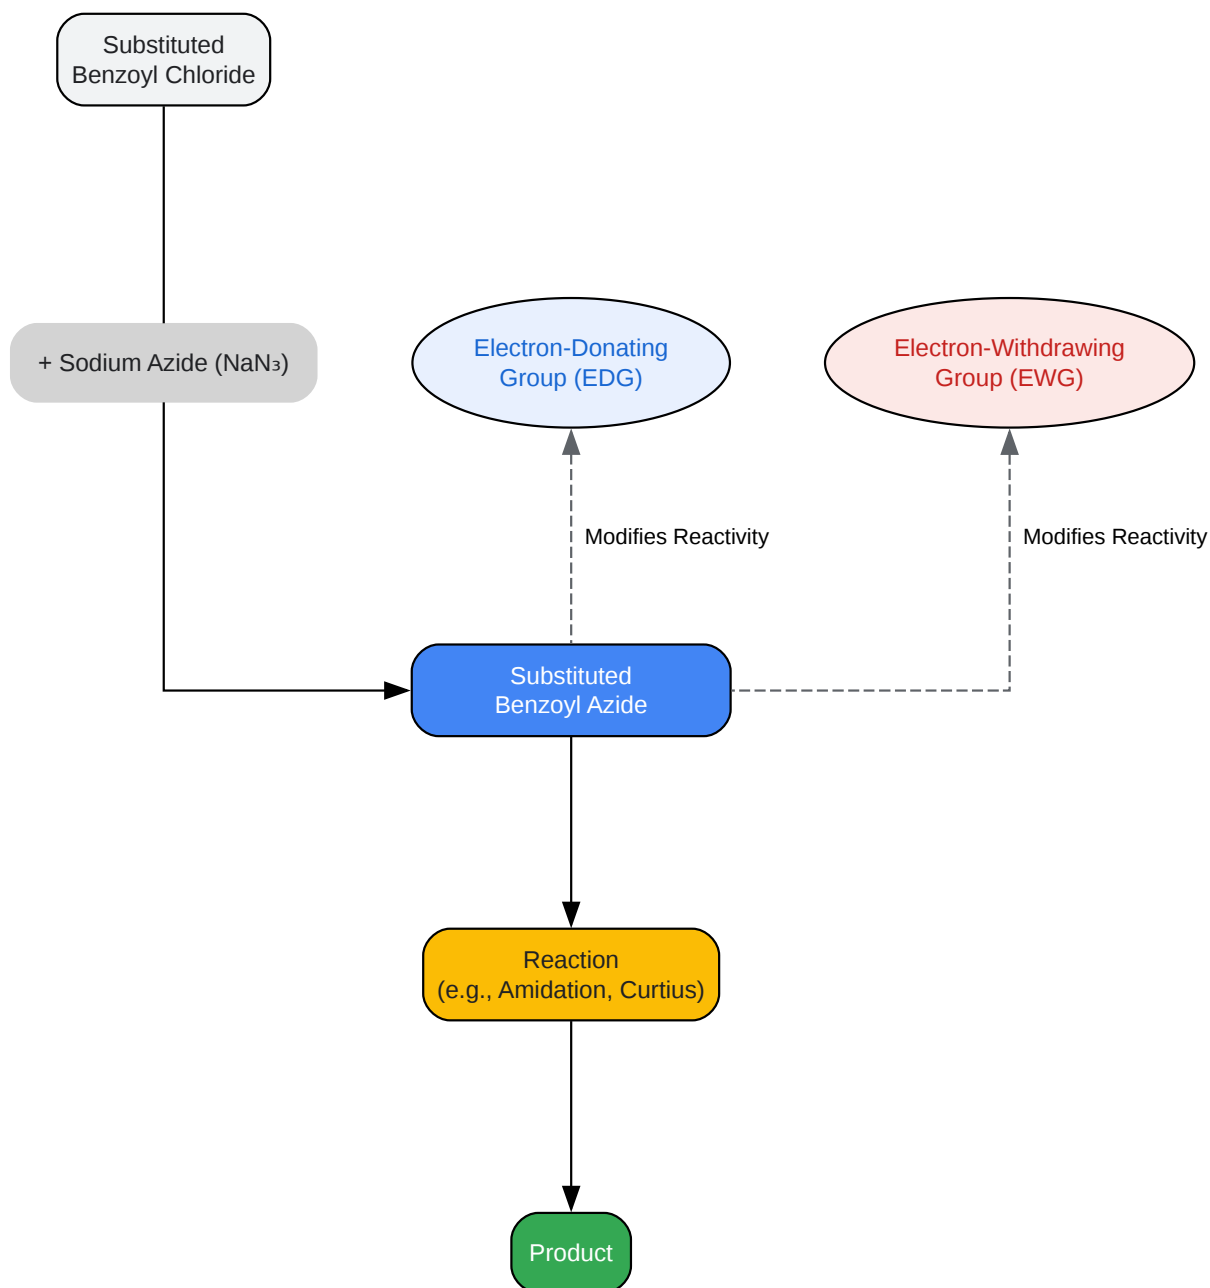 Substituted
Benzoyl Chloride
+ Sodium Azide (NaN₃)
Electron-Donating
Group (EDG)
Electron-Withdrawing
Group (EWG)
Modifies Reactivity
Modifies Reactivity
Substituted
Benzoyl Azide
Reaction
(e.g., Amidation, Curtius)
Product